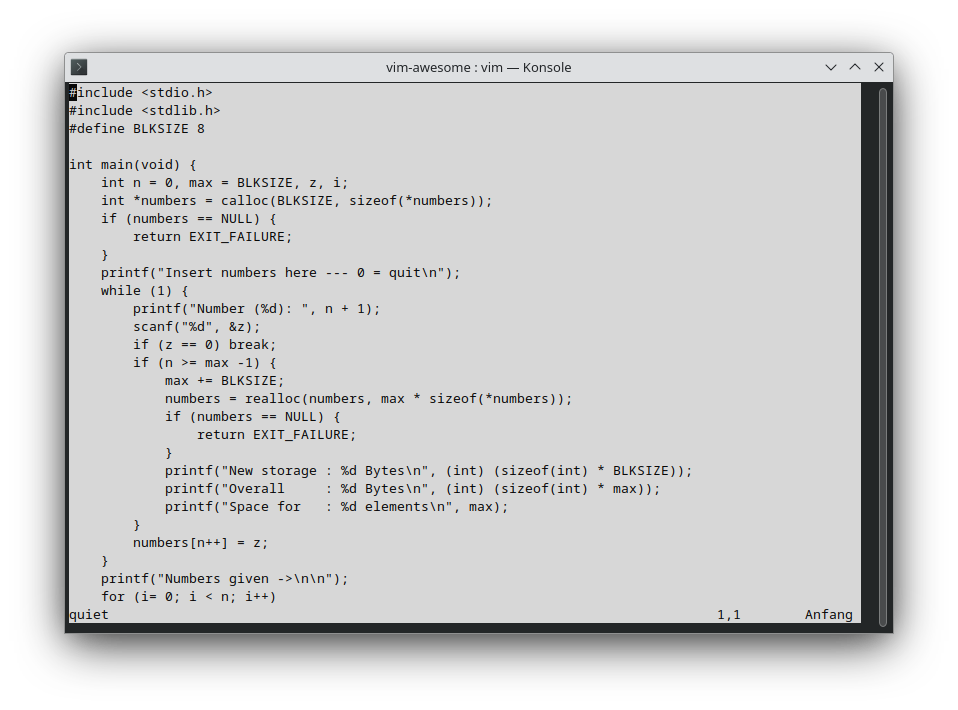 vim-awesome : vim — Konsole
#include <stdio.h>
#include <stdlib.h>
#define BLKSIZE 8

int main(void) {
    int n = 0, max = BLKSIZE, z, i;
    int *numbers = calloc(BLKSIZE, sizeof(*numbers));
    if (numbers == NULL) {
        return EXIT_FAILURE;
    }
    printf("Insert numbers here --- 0 = quit\n");
    while (1) {
        printf("Number (%d): ", n + 1);
        scanf("%d", &z);
        if (z == 0) break;
        if (n >= max -1) {
            max += BLKSIZE;
            numbers = realloc(numbers, max * sizeof(*numbers));
            if (numbers == NULL) {
                return EXIT_FAILURE;
            }
            printf("New storage : %d Bytes\n", (int) (sizeof(int) * BLKSIZE));
            printf("Overall     : %d Bytes\n", (int) (sizeof(int) * max));
            printf("Space for   : %d elements\n", max);
        }
        numbers[n++] = z;
    }
    printf("Numbers given ->\n\n");
    for (i= 0; i < n; i++)
quiet 1,1 Anfang